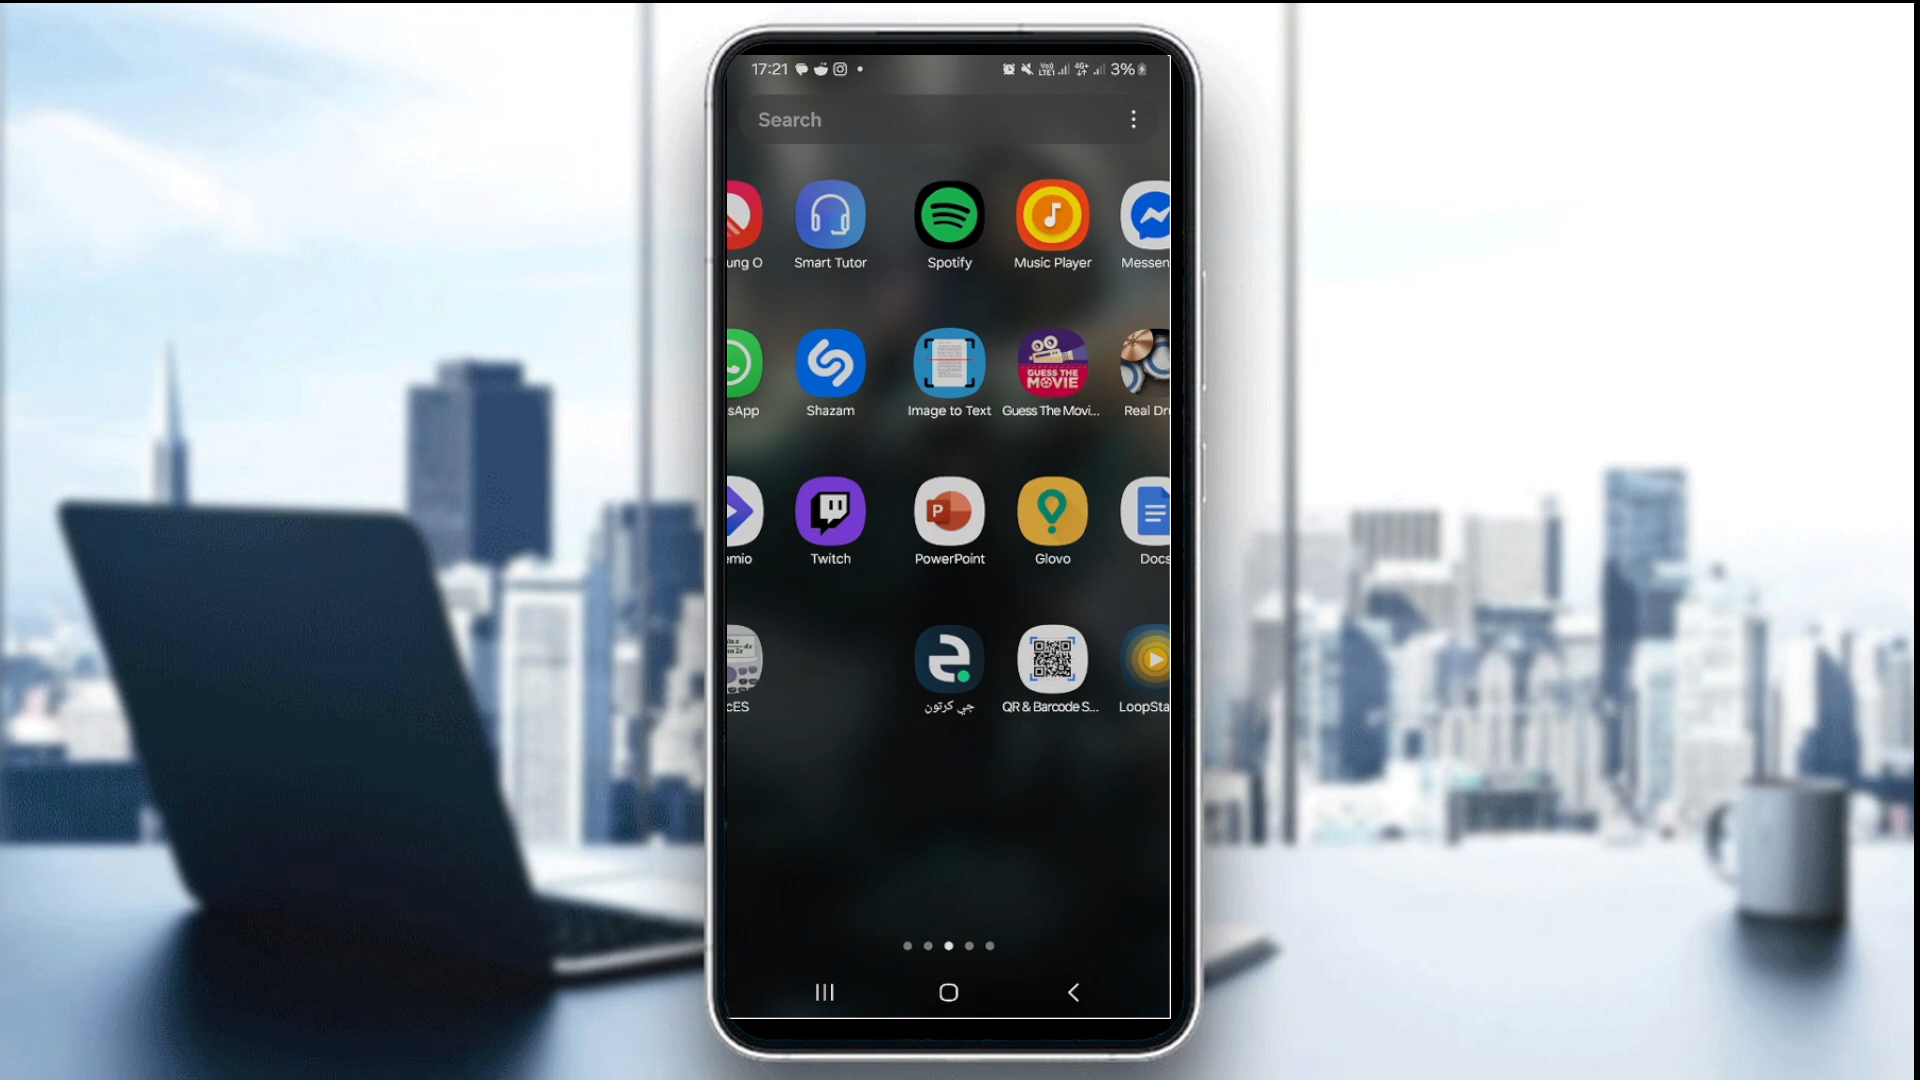 17:21
3%
Search
ung O
Smart Tutor
Spotify
Music Player
Messen
sApp
Shazam
Image to Text
GUESS THE
MOVIE
Guess The Movi...
Real Dr
mio
Twitch
P
PowerPoint
Glovo
Docs
cES
جي كرتون
QR & Barcode S...
LoopSta